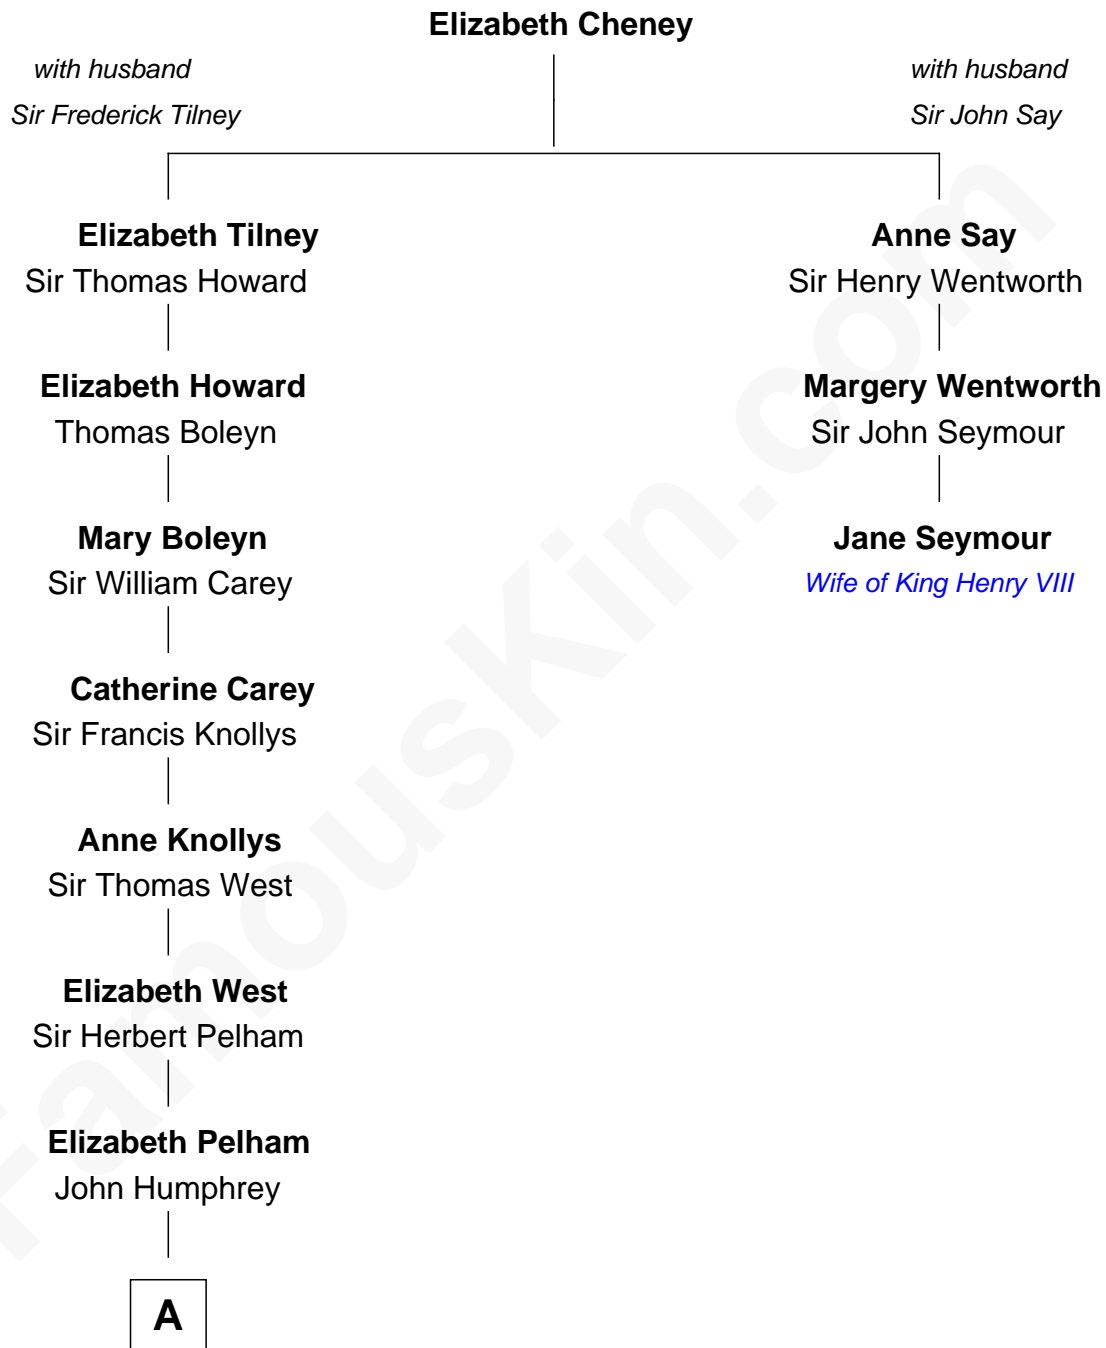 Elizabeth Cheney
with husband
Sir Frederick Tilney
with husband
Sir John Say
Elizabeth Tilney
Sir Thomas Howard
Anne Say
Sir Henry Wentworth
Elizabeth Howard
Thomas Boleyn
Margery Wentworth
Sir John Seymour
Mary Boleyn
Sir William Carey
Jane Seymour
Wife of King Henry VIII
Catherine Carey
Sir Francis Knollys
Anne Knollys
Sir Thomas West
Elizabeth West
Sir Herbert Pelham
Elizabeth Pelham
John Humphrey
A
FamousKin.com